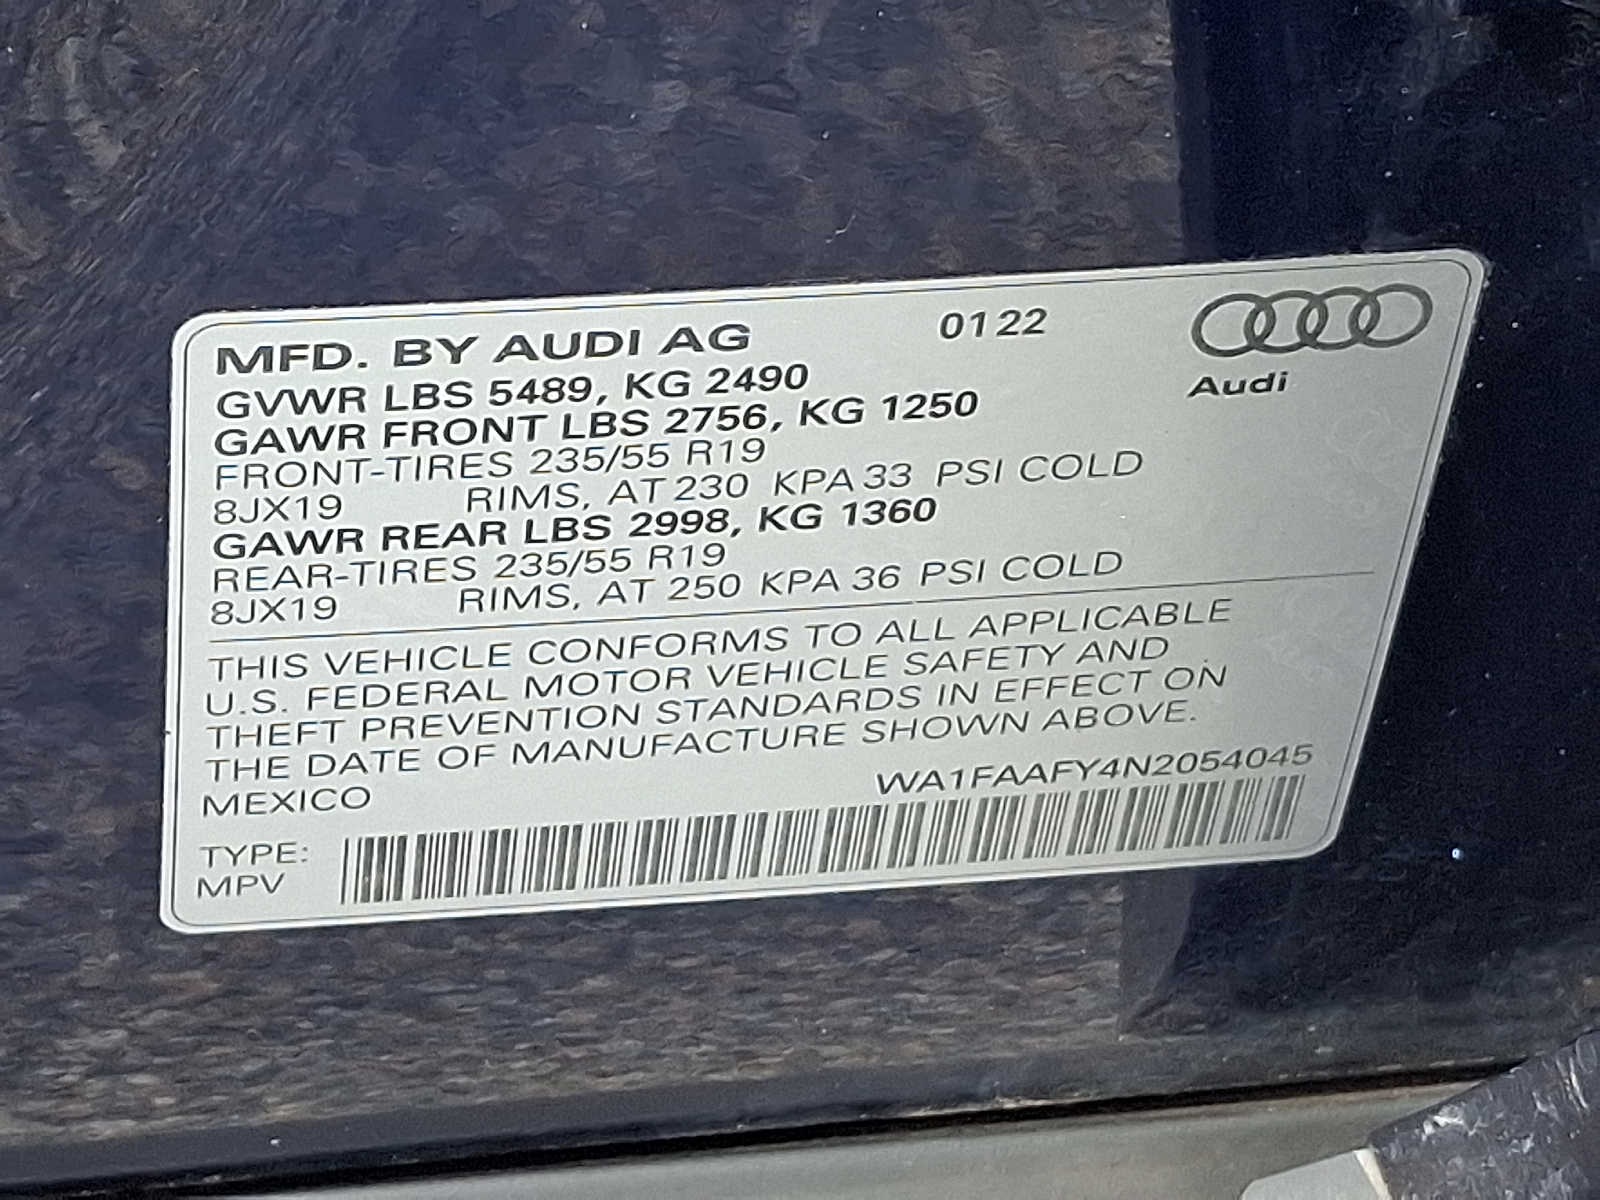 MFD. BY AUDI AG 0122
Audi
GVWR LBS 5489, KG 2490
GAWR FRONT LBS 2756, KG 1250
FRONT-TIRES 235/55 R19
8JX19 RIMS, AT 230 KPA 33 PSI COLD
GAWR REAR LBS 2998, KG 1360
REAR-TIRES 235/55 R19
8JX19 RIMS, AT 250 KPA 36 PSI COLD
THIS VEHICLE CONFORMS TO ALL APPLICABLE
U.S. FEDERAL MOTOR VEHICLE SAFETY AND
THEFT PREVENTION STANDARDS IN EFFECT ON
THE DATE OF MANUFACTURE SHOWN ABOVE.
MEXICO WA1FAAFY4N2054045
TYPE:
MPV